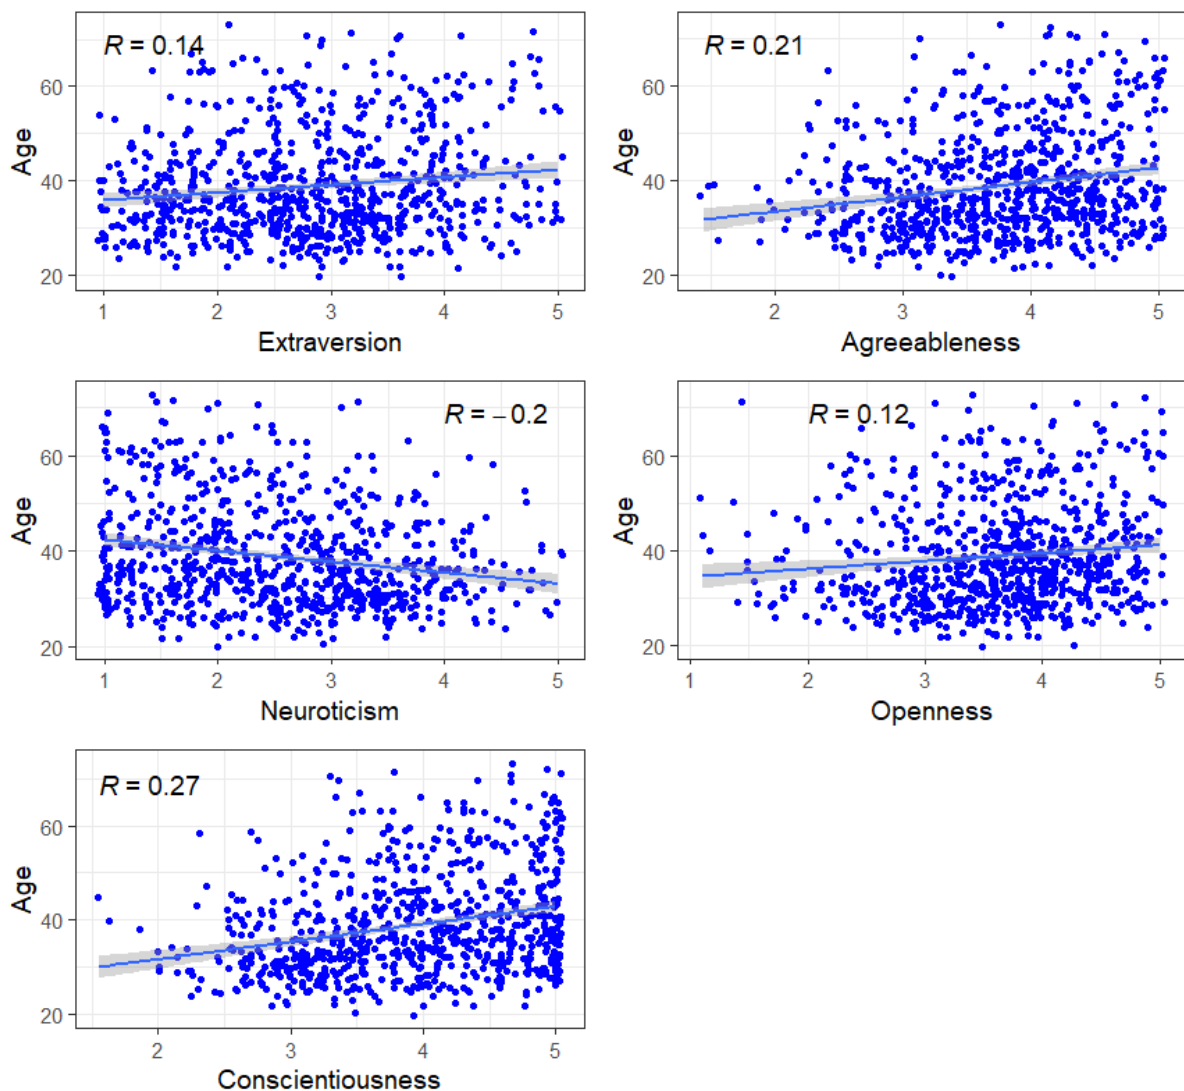 R = 0.14
Age
60
40
20
1 2 3 4 5
Extraversion
R = 0.21
Age
60
40
20
2 3 4 5
Agreeableness
R = − 0.2
Age
60
40
20
1 2 3 4 5
Neuroticism
R = 0.12
Age
60
40
20
1 2 3 4 5
Openness
R = 0.27
Age
60
40
20
2 3 4 5
Conscientiousness